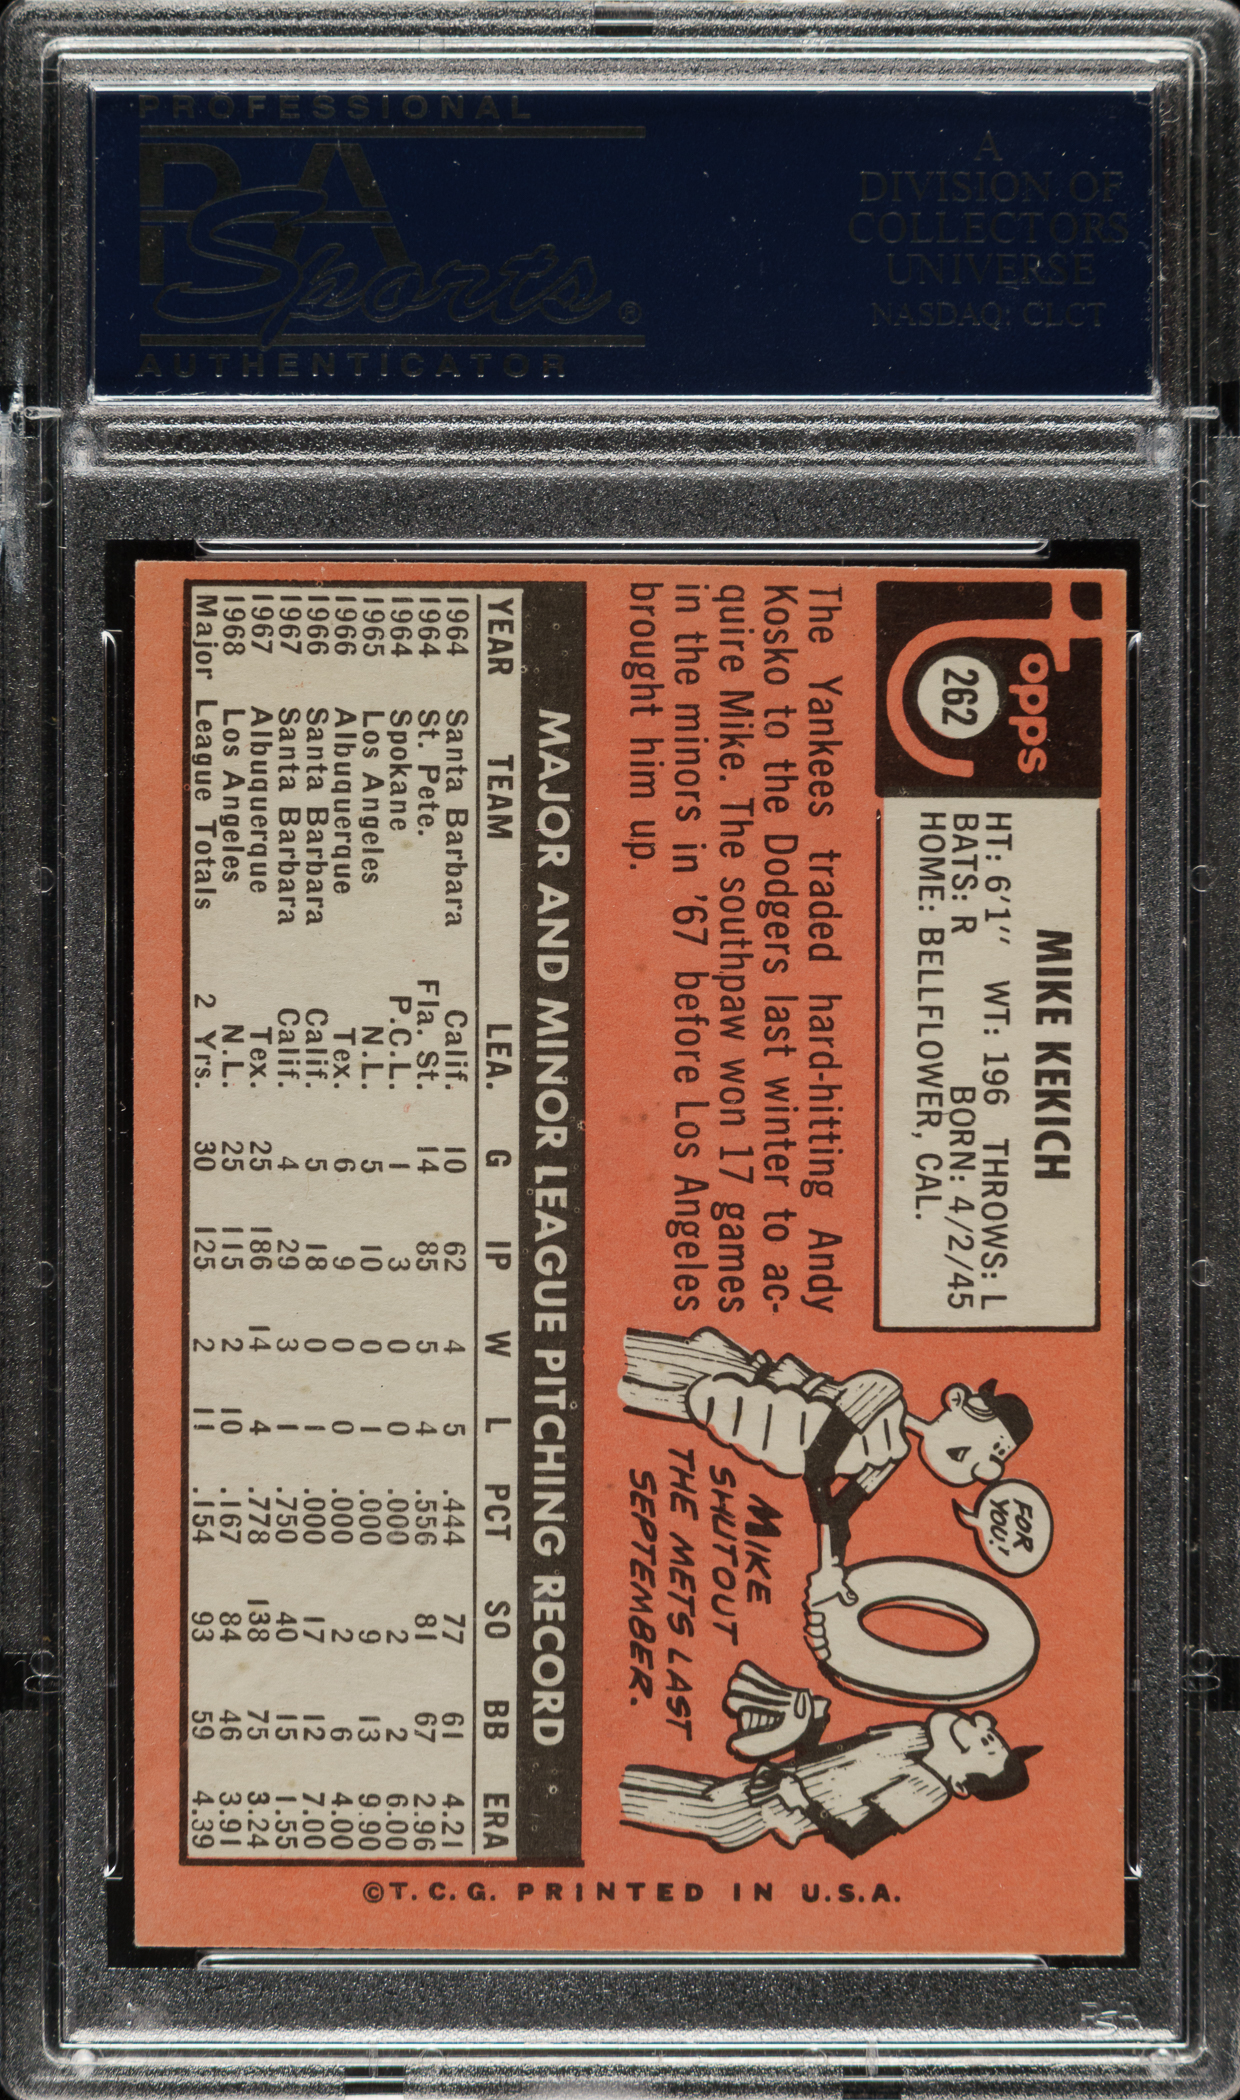 PROFESSIONAL
PSA
Sports®
AUTHENTICATOR
A
DIVISION OF
COLLECTORS
UNIVERSE
NASDAQ: CLCT
Topps
262
MIKE KEKICH
HT: 6'1" WT: 196 THROWS: L
BATS: R BORN: 4/2/45
HOME: BELLFLOWER, CAL.
The Yankees traded hard-hitting Andy
Kosko to the Dodgers last winter to ac-
quire Mike. The southpaw won 17 games
in the minors in '67 before Los Angeles
brought him up.
FOR
YOU!
MIKE
SHUTOUT
THE METS LAST
SEPTEMBER.
MAJOR AND MINOR LEAGUE PITCHING RECORD
YEAR TEAM LEA. G IP W L PCT SO BB ERA
1964 Santa Barbara Calif. 10 62 4 5 .444 77 61 4.21
1964 St. Pete. Fla. St. 14 85 5 4 .556 81 67 2.96
1964 Spokane P.C.L. 1 3 0 0 .000 2 2 6.00
1965 Los Angeles N.L. 5 10 0 1 .000 9 13 9.90
1966 Albuquerque Tex. 6 9 0 0 .000 2 6 4.00
1966 Santa Barbara Calif. 5 18 0 1 .000 17 12 7.00
1967 Santa Barbara Calif. 4 29 3 1 .750 40 15 1.55
1967 Albuquerque Tex. 25 186 14 4 .778 138 75 3.24
1968 Los Angeles N.L. 25 115 2 10 .167 84 46 3.91
Major League Totals 2 Yrs. 30 125 2 11 .154 93 59 4.39
©T.C.G. PRINTED IN U.S.A.